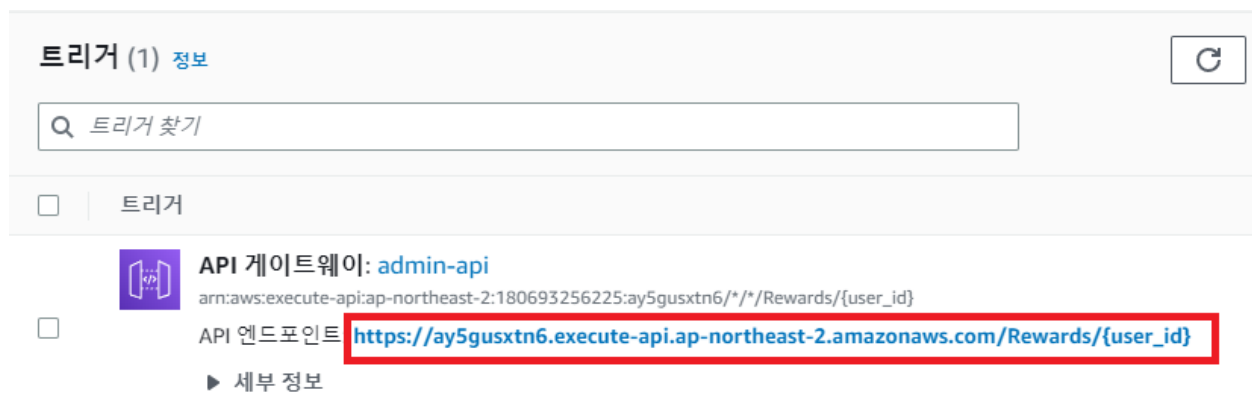 트리거 (1) 정보
트리거 찾기
트리거
API 게이트웨이: admin-api
arn:aws:execute-api:ap-northeast-2:180693256225:ay5gusxtn6/*/*/Rewards/{user_id}
API 엔드포인트 https://ay5gusxtn6.execute-api.ap-northeast-2.amazonaws.com/Rewards/{user_id}
▶ 세부 정보